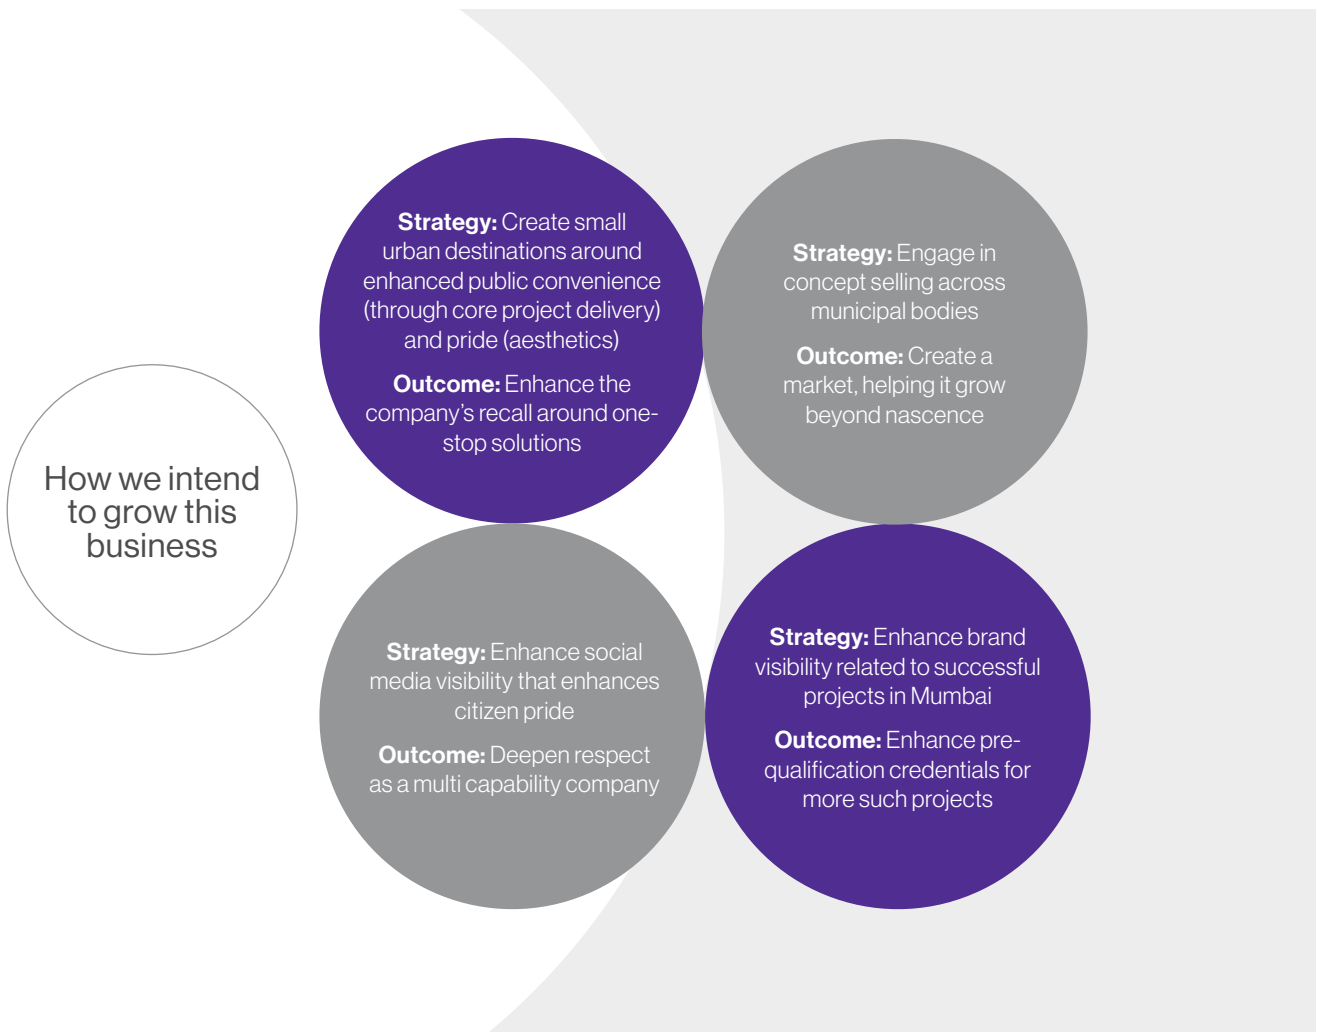 How we intend
to grow this
business
Strategy: Create small
urban destinations around
enhanced public convenience
(through core project delivery)
and pride (aesthetics)
Outcome: Enhance the
company’s recall around one-
stop solutions
Strategy: Engage in
concept selling across
municipal bodies
Outcome: Create a
market, helping it grow
beyond nascence
Strategy: Enhance social
media visibility that enhances
citizen pride
Outcome: Deepen respect
as a multi capability company
Strategy: Enhance brand
visibility related to successful
projects in Mumbai
Outcome: Enhance pre-
qualification credentials for
more such projects